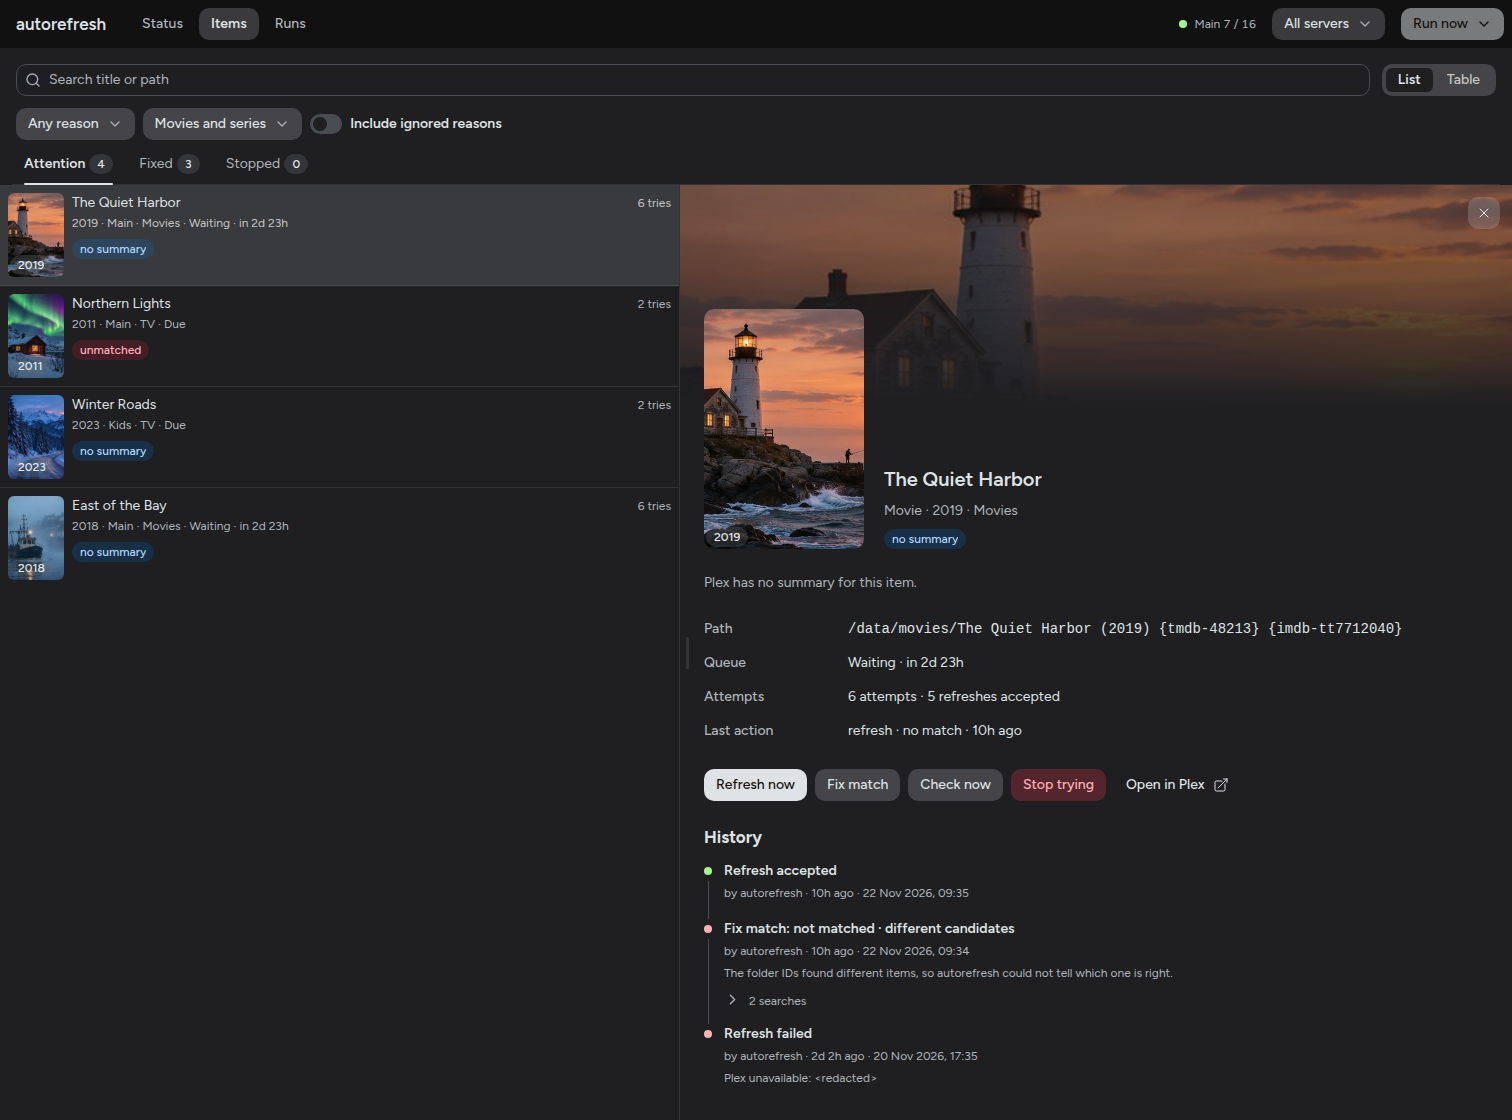 autorefresh
Status
Items
Runs
Main 7 / 16
All servers
Run now
Search title or path
List
Table
Any reason
Movies and series
Include ignored reasons
Attention 4
Fixed 3
Stopped 0
The Quiet Harbor
6 tries
2019 · Main · Movies · Waiting · in 2d 23h
no summary
2019
Northern Lights
2 tries
2011 · Main · TV · Due
unmatched
2011
Winter Roads
2 tries
2023 · Kids · TV · Due
no summary
2023
East of the Bay
6 tries
2018 · Main · Movies · Waiting · in 2d 23h
no summary
2018
2019
The Quiet Harbor
Movie · 2019 · Movies
no summary
Plex has no summary for this item.
Path /data/movies/The Quiet Harbor (2019) {tmdb-48213} {imdb-tt7712040}
Queue Waiting · in 2d 23h
Attempts 6 attempts · 5 refreshes accepted
Last action refresh · no match · 10h ago
Refresh now
Fix match
Check now
Stop trying
Open in Plex
History
Refresh accepted
by autorefresh · 10h ago · 22 Nov 2026, 09:35
Fix match: not matched · different candidates
by autorefresh · 10h ago · 22 Nov 2026, 09:34
The folder IDs found different items, so autorefresh could not tell which one is right.
2 searches
Refresh failed
by autorefresh · 2d 2h ago · 20 Nov 2026, 17:35
Plex unavailable: <redacted>